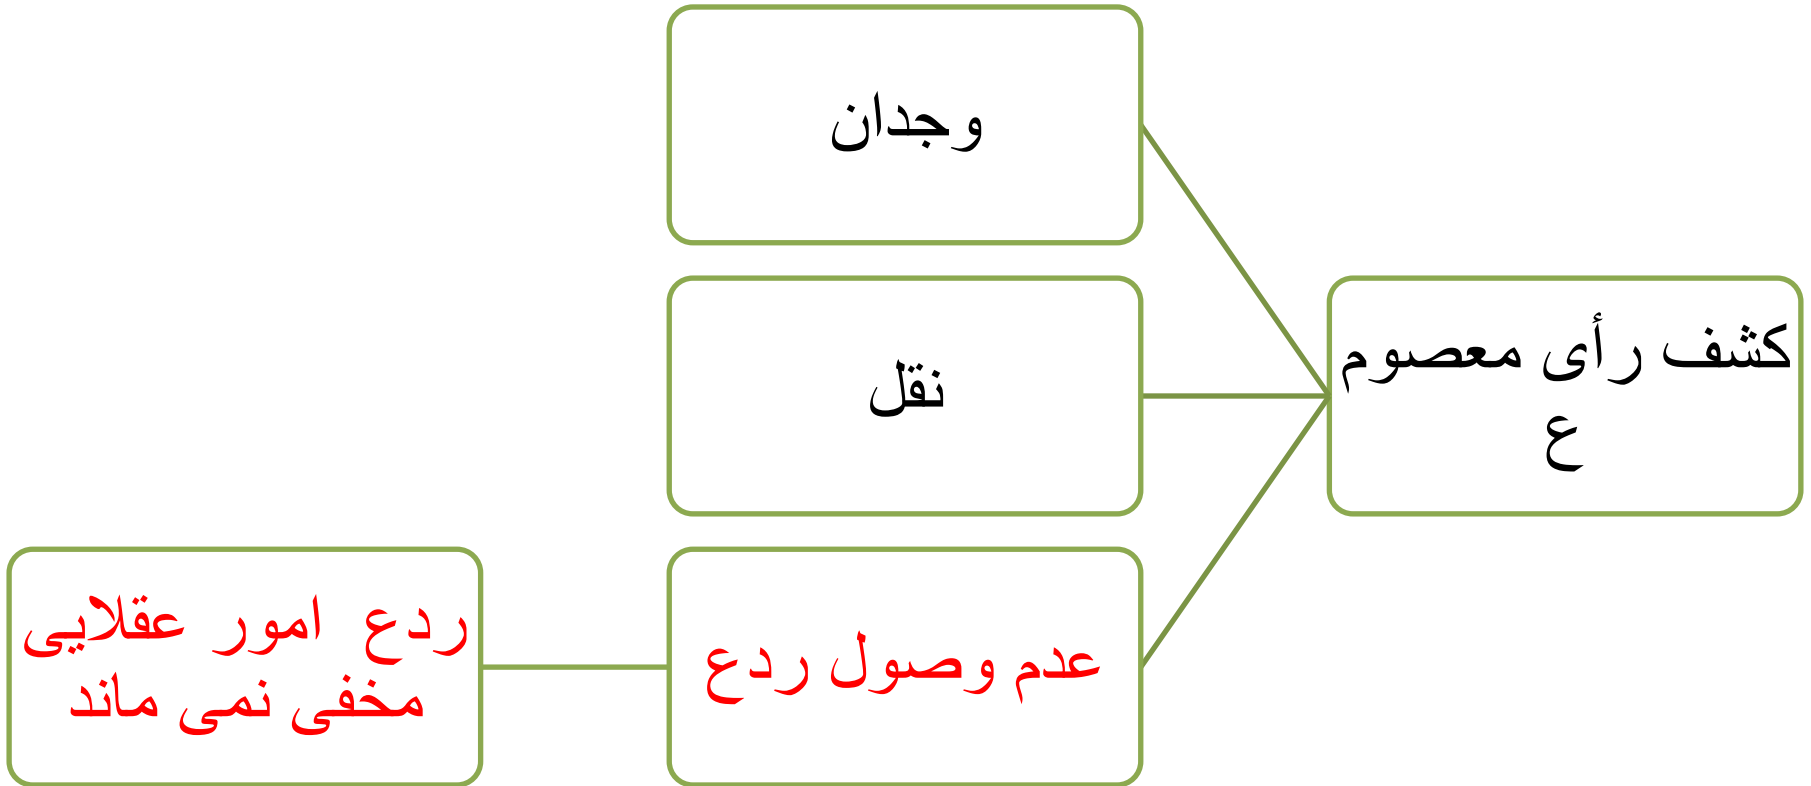 کشف رأی معصوم
ع
وجدان
نقل
عدم وصول ردع
ردع امور عقلایی
مخفی نمی ماند